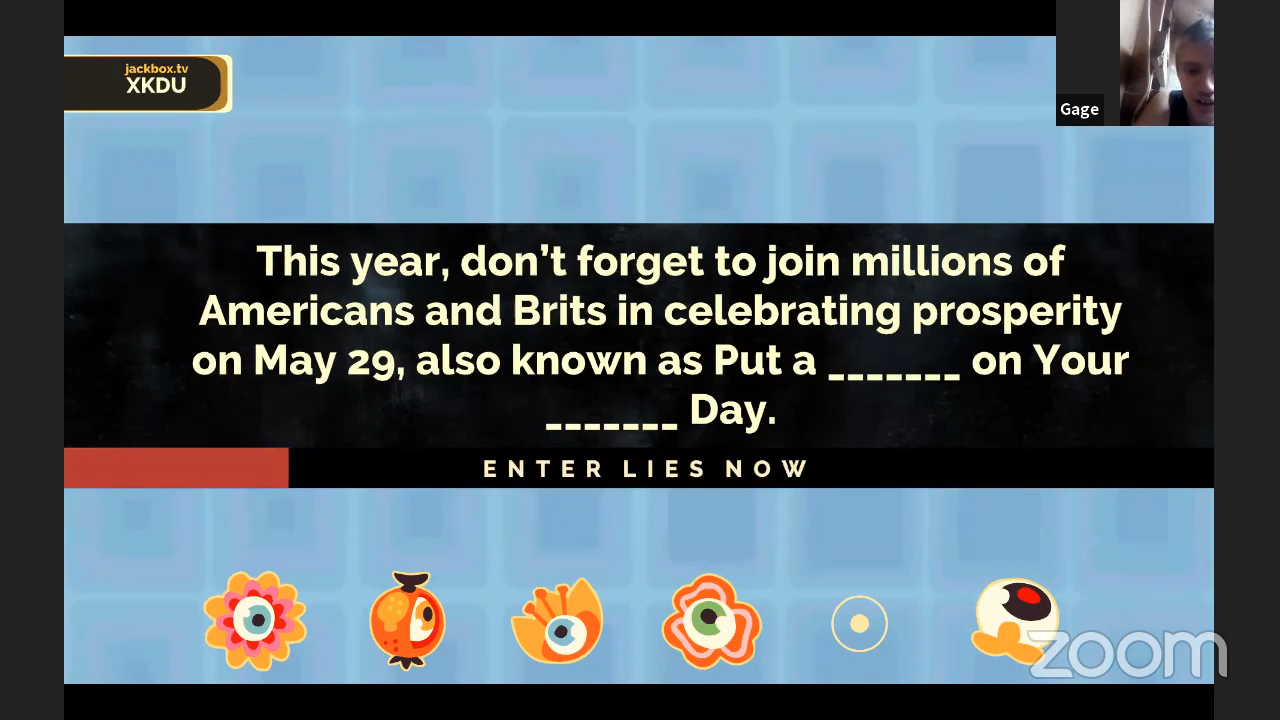 jackbox.tv
XKDU
Gage
This year, don't forget to join millions of
Americans and Brits in celebrating prosperity
on May 29, also known as Put a _______ on Your
_______ Day.
ENTER LIES NOW
zoom